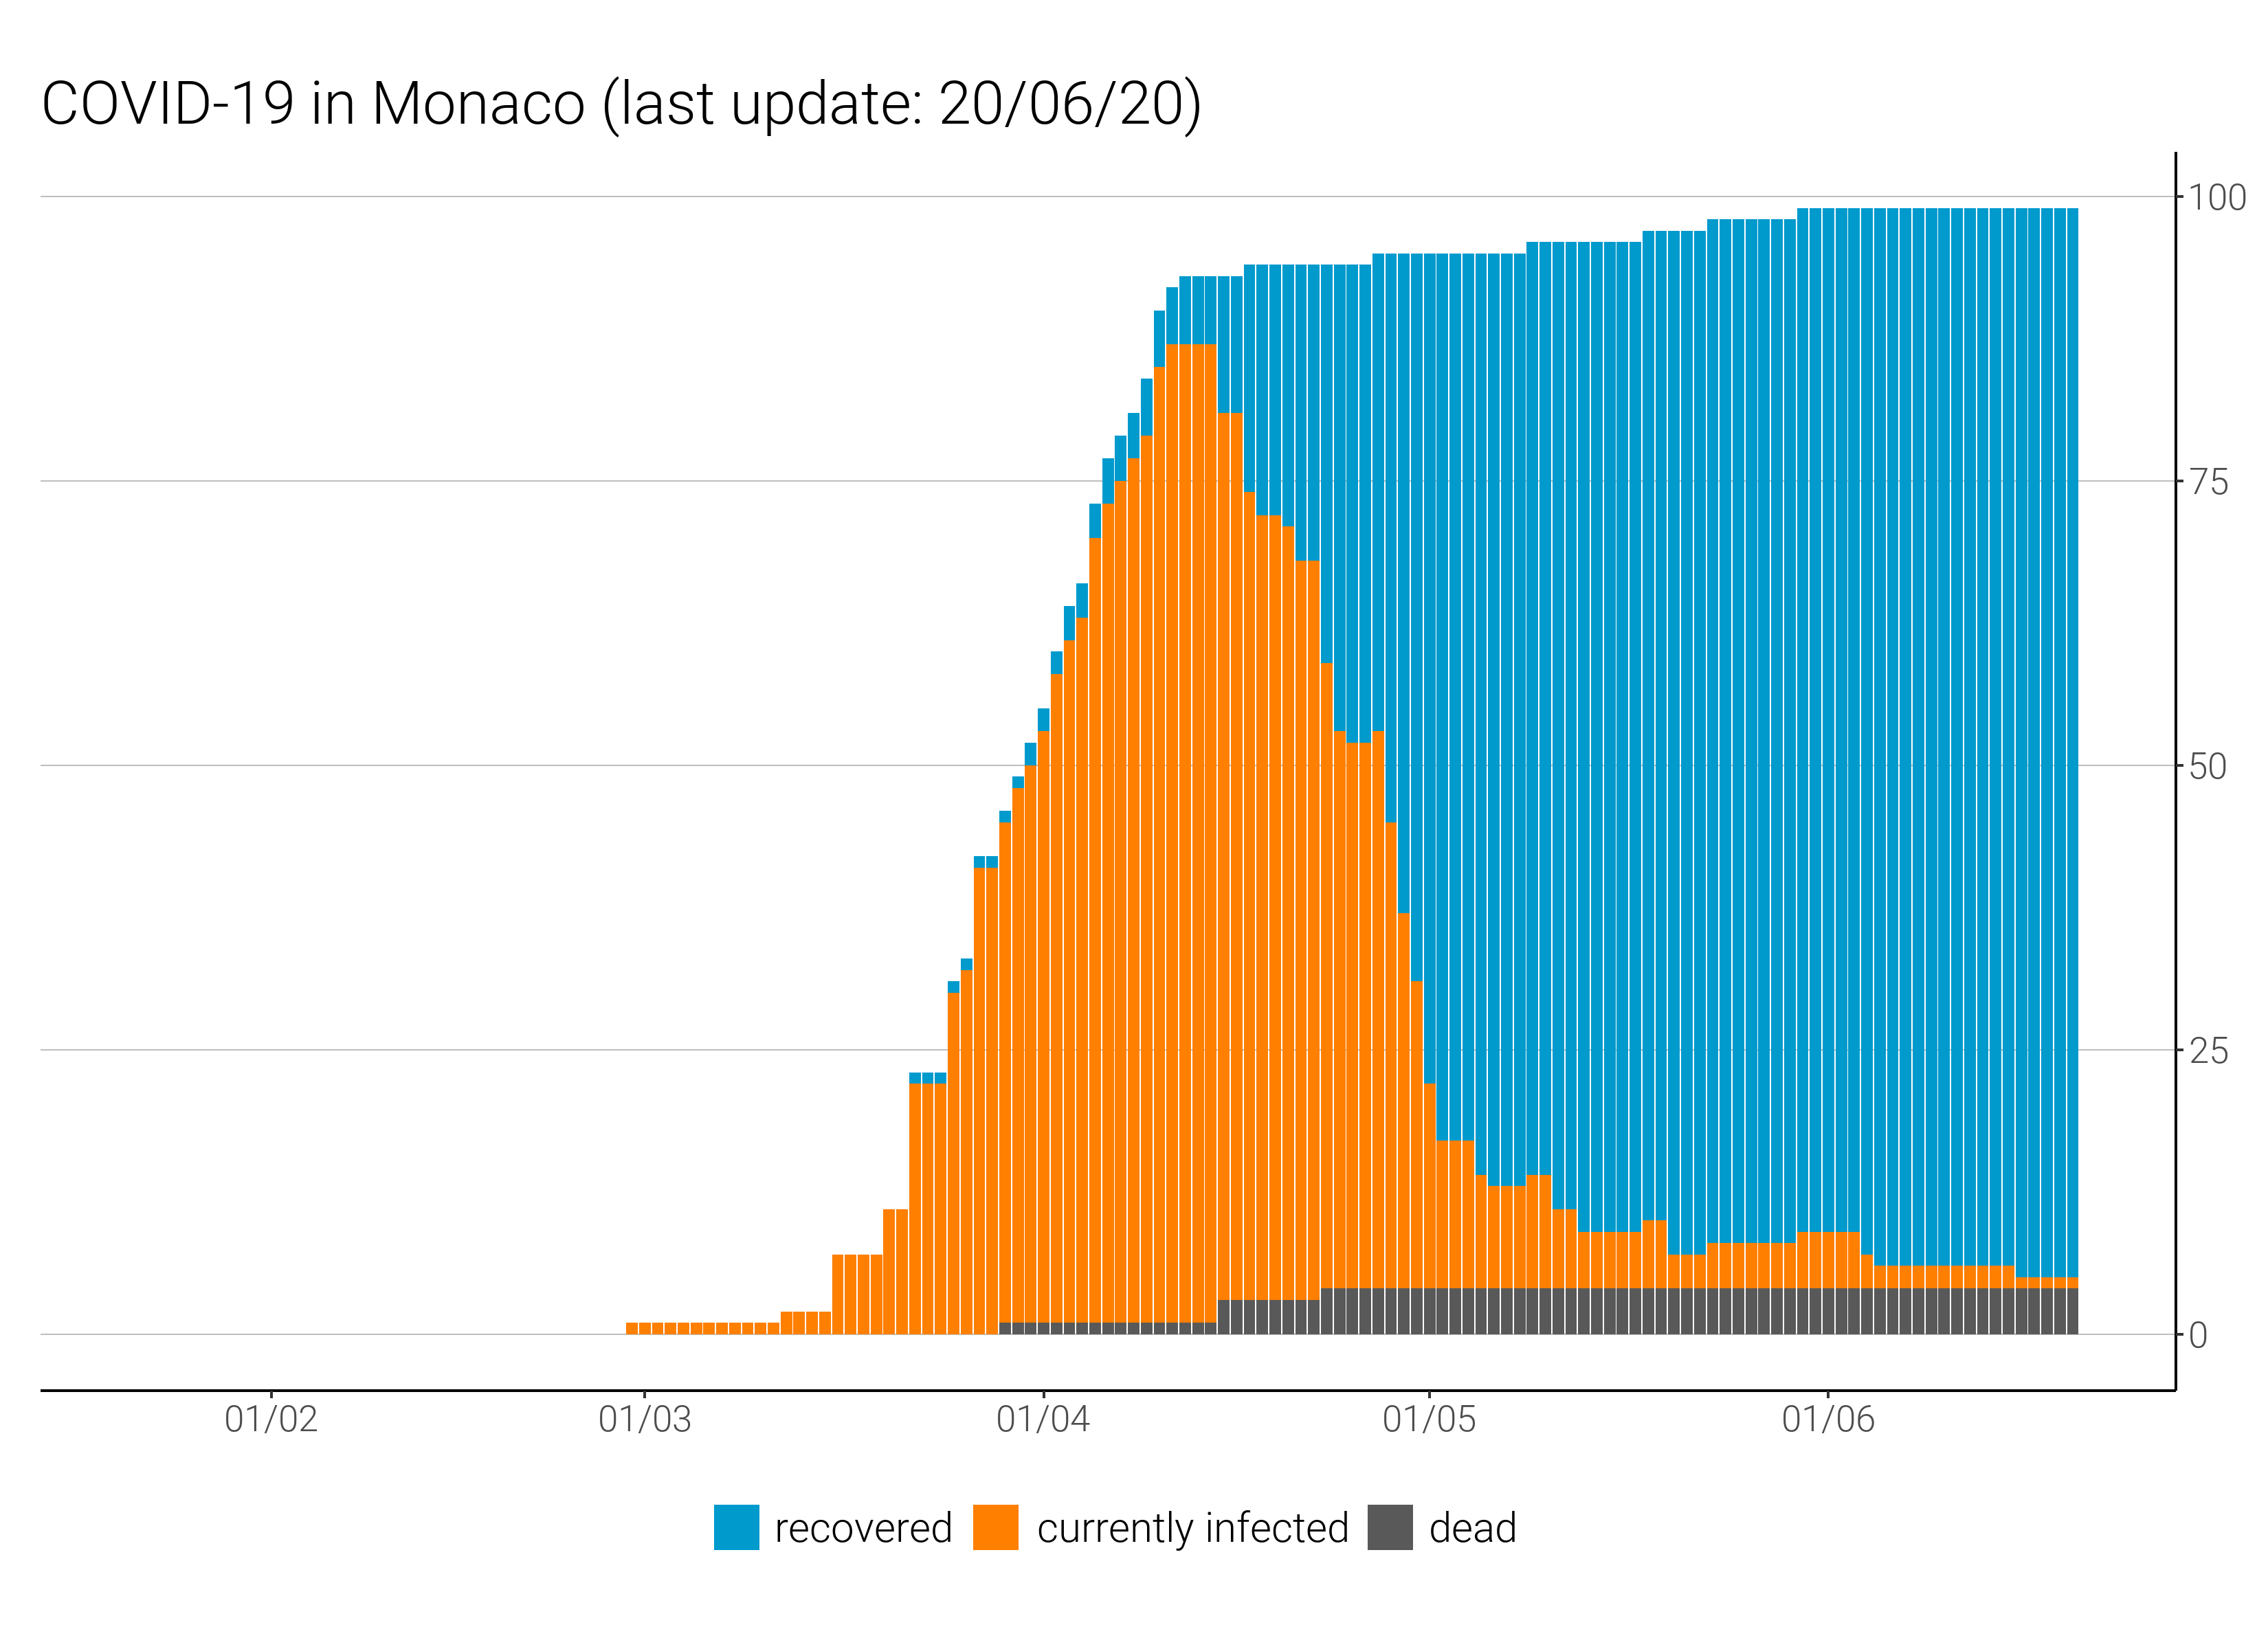 COVID-19 in Monaco (last update: 20/06/20)
100
75
50
25
0
01/02 01/03 01/04 01/05 01/06
recovered currently infected dead